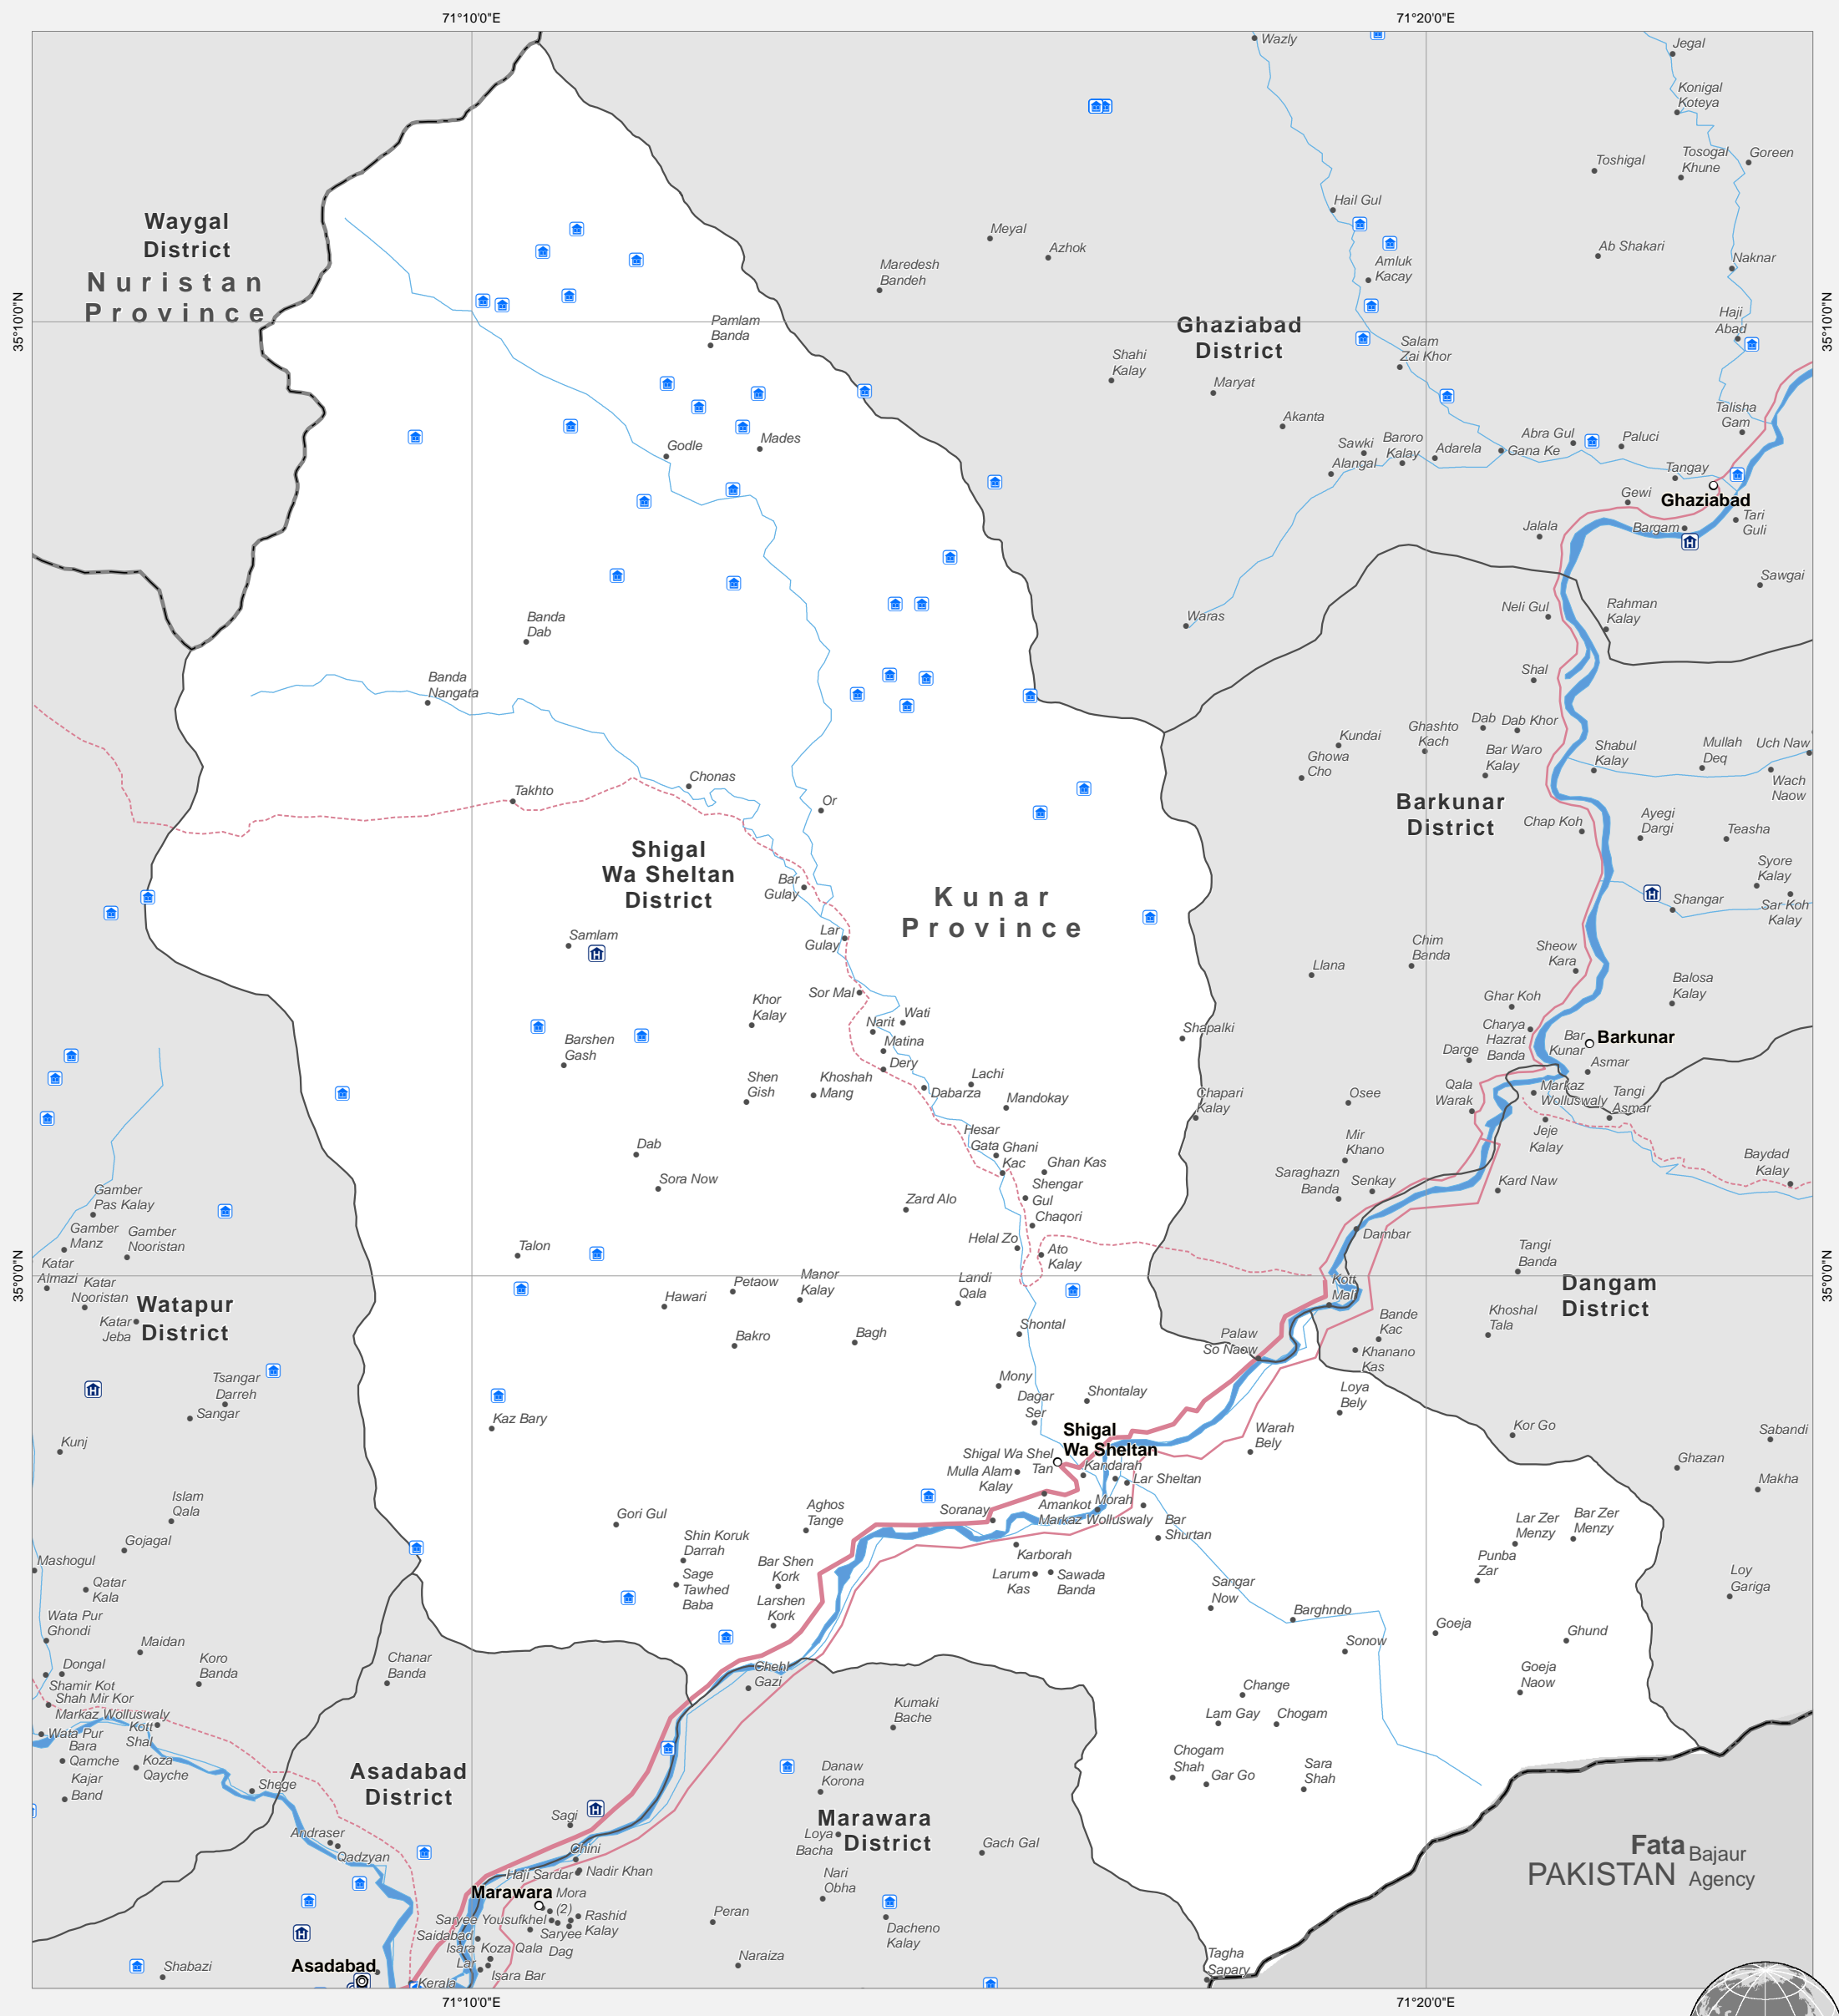 71°10'0"E
71°20'0"E
Wazly
Jegal
Konigal
Koteya
Toshigal
Tosogal
Khune
Goreen
Hail Gul
Waygal
District
Nuristan
Province
Meyal
Azhok
Ab Shakari
Naknar
Maredesh
Bandeh
Amluk
Kacay
35°10'0"N
35°10'0"N
Pamlam
Banda
Ghaziabad
District
Haji
Abad
Shahi
Kalay
Salam
Zai Khor
Maryat
Akanta
Talisha
Gam
Godle
Mades
Sawki
Baroro
Kalay
Alangal
Adarela
Abra Gul
Gana Ke
Paluci
Tangay
Ghaziabad
Gewi
Jalala
Bargam
Tari
Guli
Sawgai
Banda
Dab
Waras
Neli Gul
Rahman
Kalay
Banda
Nangata
Shal
Kundai
Ghashto
Kach
Dab
Dab Khor
Bar Waro
Kalay
Shabul
Kalay
Mullah
Deq
Uch Naw
Wach
Naow
Ghowa
Cho
Chonas
Takhto
Or
Barkunar
District
Chap Koh
Ayegi
Dargi
Teasha
Shigal
Wa Sheltan
District
Kunar
Province
Bar
Gulay
Syore
Kalay
Shangar
Sar Koh
Kalay
Samlam
Lar
Gulay
Chim
Banda
Llana
Sheow
Kara
Balosa
Kalay
Sor Mal
Khor
Kalay
Wati
Narit
Matina
Dery
Ghar Koh
Charya
Hazrat
Banda
Shapalki
Bar
Kunar
Barkunar
Darge
Asmar
Barshen
Gash
Shen
Gish
Khoshah
Mang
Lachi
Dabarza
Mandokay
Chapari
Kalay
Osee
Qala
Warak
Markaz
Wolluswaly
Tangi
Asmar
Jeje
Kalay
Dab
Hesar
Gata
Ghani
Kac
Ghan Kas
Mir
Khano
Baydad
Kalay
Sora Now
Shengar
Gul
Saraghazn
Banda
Senkay
Kard Naw
Zard Alo
Chaqori
Gamber
Pas Kalay
Gamber
Manz
Gamber
Nooristan
Helal Zo
Ato
Kalay
Dambar
Talon
Tangi
Banda
Katar
Almazi
Katar
Nooristan
Katar
Jeba
35°0'0"N
35°0'0"N
Watapur
District
Petaow
Manor
Kalay
Landi
Qala
Hawari
Kott
Mali
Dangam
District
Bande
Kac
Khoshal
Tala
Bakro
Bagh
Shontal
Palaw
So Naow
Khanano
Kas
Tsangar
Darreh
Sangar
Mony
Shontalay
Loya
Bely
Dagar
Ser
Kaz Bary
Kor Go
Sabandi
Kunj
Shigal
Wa Sheltan
Warah
Bely
Shigal Wa Shel
Tan
Kandarah
Mulla Alam
Kalay
Lar Sheltan
Ghazan
Makha
Islam
Qala
Gori Gul
Aghos
Tange
Soranay
Amankot
Morah
Markaz Wolluswaly
Bar
Shurtan
Lar Zer
Menzy
Bar Zer
Menzy
Gojagal
Mashogul
Shin Koruk
Darrah
Bar Shen
Kork
Karborah
Larum
Kas
Sawada
Banda
Punba
Zar
Loy
Gariga
Qatar
Kala
Sage
Tawhed
Baba
Larshen
Kork
Sangar
Now
Wata Pur
Ghondi
Barghndo
Goeja
Ghund
Maidan
Sonow
Koro
Banda
Chanar
Banda
Chehl
Gazi
Dongal
Shamir Kot
Shah Mir Kor
Markaz Wolluswaly
Goeja
Naow
Change
Kumaki
Bache
Lam Gay
Chogam
Wata Pur
Bara
Qamche
Kott
Shal
Koza
Qayche
Kajar
Band
Shege
Asadabad
District
Danaw
Korona
Chogam
Shah
Gar Go
Sara
Shah
Marawara
District
Sagi
Loya
Bacha
Gach Gal
Andraser
Qadzyan
Chini
Haji Sardar
Nadir Khan
Nari
Obha
Fata
PAKISTAN
Bajaur
Agency
Marawara
Mora
(2)
Saryee Yousufkhel
Rashid
Kalay
Peran
Saidabad
Saryee
Dag
Dacheno
Kalay
Isara
Koza Qala
Lar
Isara Bar
Naraiza
Tagha
Sapary
Shabazi
Asadabad
Kerala
71°10'0"E
71°20'0"E